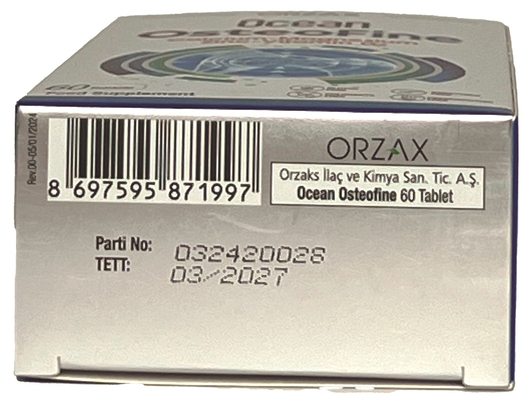 ORZAX
Ocean
OsteoFine
60
Food Supplement
Rev.00-05/01/2024
8 697595 871997
ORZAX
Orzaks İlaç ve Kimya San. Tic. A.Ş.
Ocean Osteofine 60 Tablet
Parti No: 032420028
TETT: 03/2027